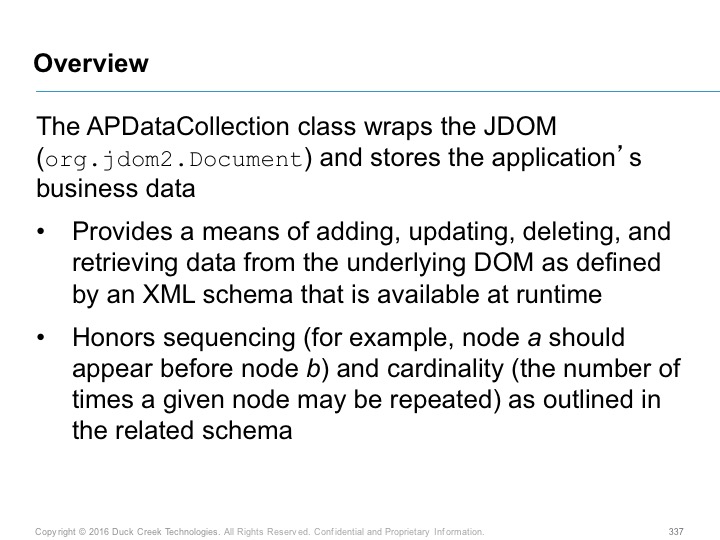 Overview
The APDataCollection class wraps the JDOM
(org.jdom2.Document) and stores the application’s
business data
• Provides a means of adding, updating, deleting, and
retrieving data from the underlying DOM as defined
by an XML schema that is available at runtime
• Honors sequencing (for example, node a should
appear before node b) and cardinality (the number of
times a given node may be repeated) as outlined in
the related schema
Copyright © 2016 Duck Creek Technologies. All Rights Reserved. Confidential and Proprietary Information.
337